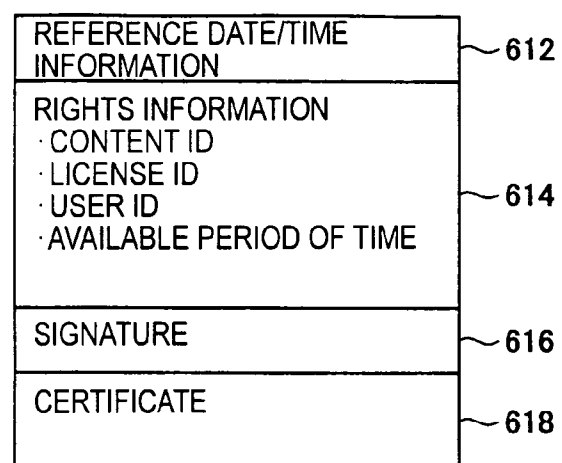 REFERENCE DATE/TIME
INFORMATION
612
RIGHTS INFORMATION
·CONTENT ID
·LICENSE ID
·USER ID
·AVAILABLE PERIOD OF TIME
614
SIGNATURE
616
CERTIFICATE
618